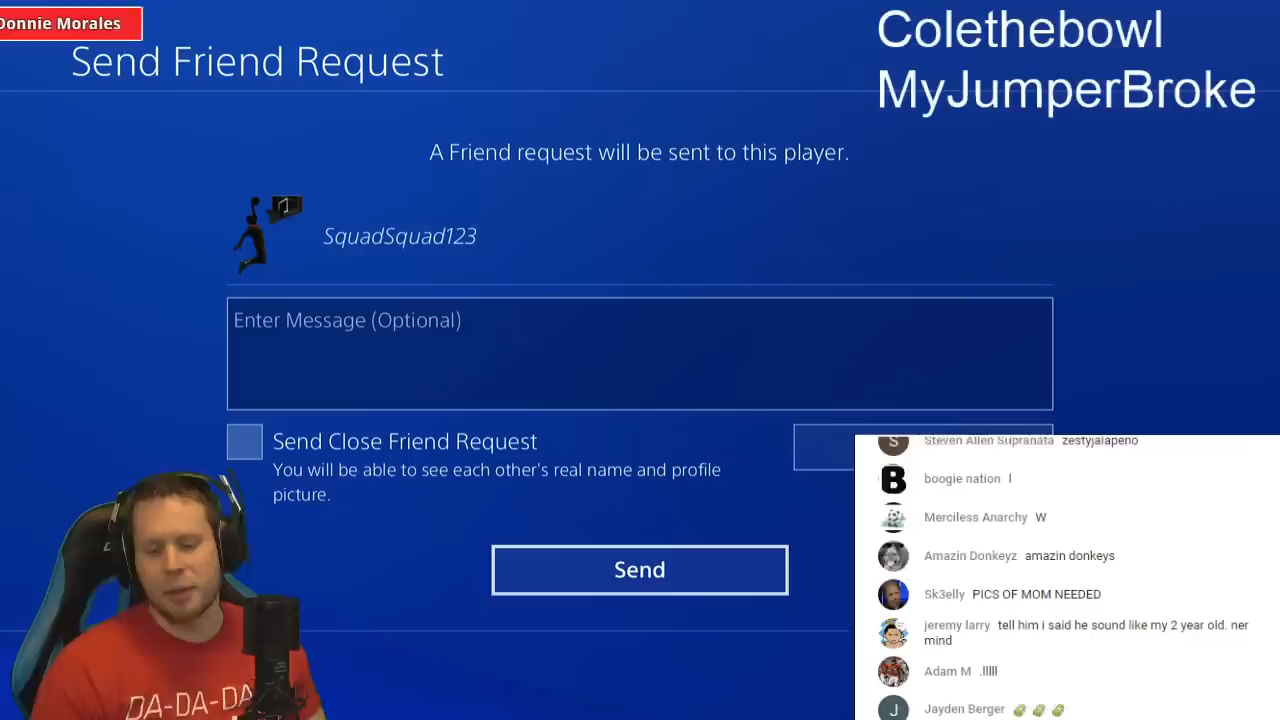 Donnie Morales
Send Friend Request
Colethebowl
MyJumperBroke
A Friend request will be sent to this player.
SquadSquad123
Enter Message (Optional)
Send Close Friend Request
You will be able to see each other's real name and profile
picture.
Send
S Steven Allen Supranata zestyjalapeno
B boogie nation l
Merciless Anarchy W
Amazin Donkeyz amazin donkeys
Sk3elly PICS OF MOM NEEDED
jeremy larry tell him i said he sound like my 2 year old. ner
mind
Adam M .lllll
J Jayden Berger
DA-DA-DA